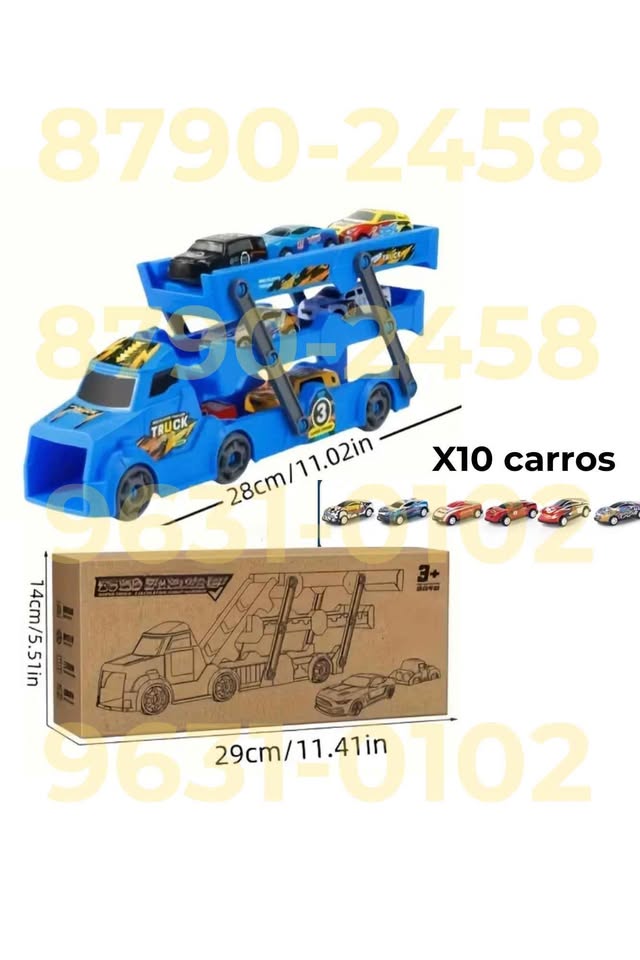 8790-2458
8790-2458
TRUCK
TRUCK
3
28cm/11.02in
X10 carros
9631-0102
3+
14cm/5.51in
29cm/11.41in
9631-0102